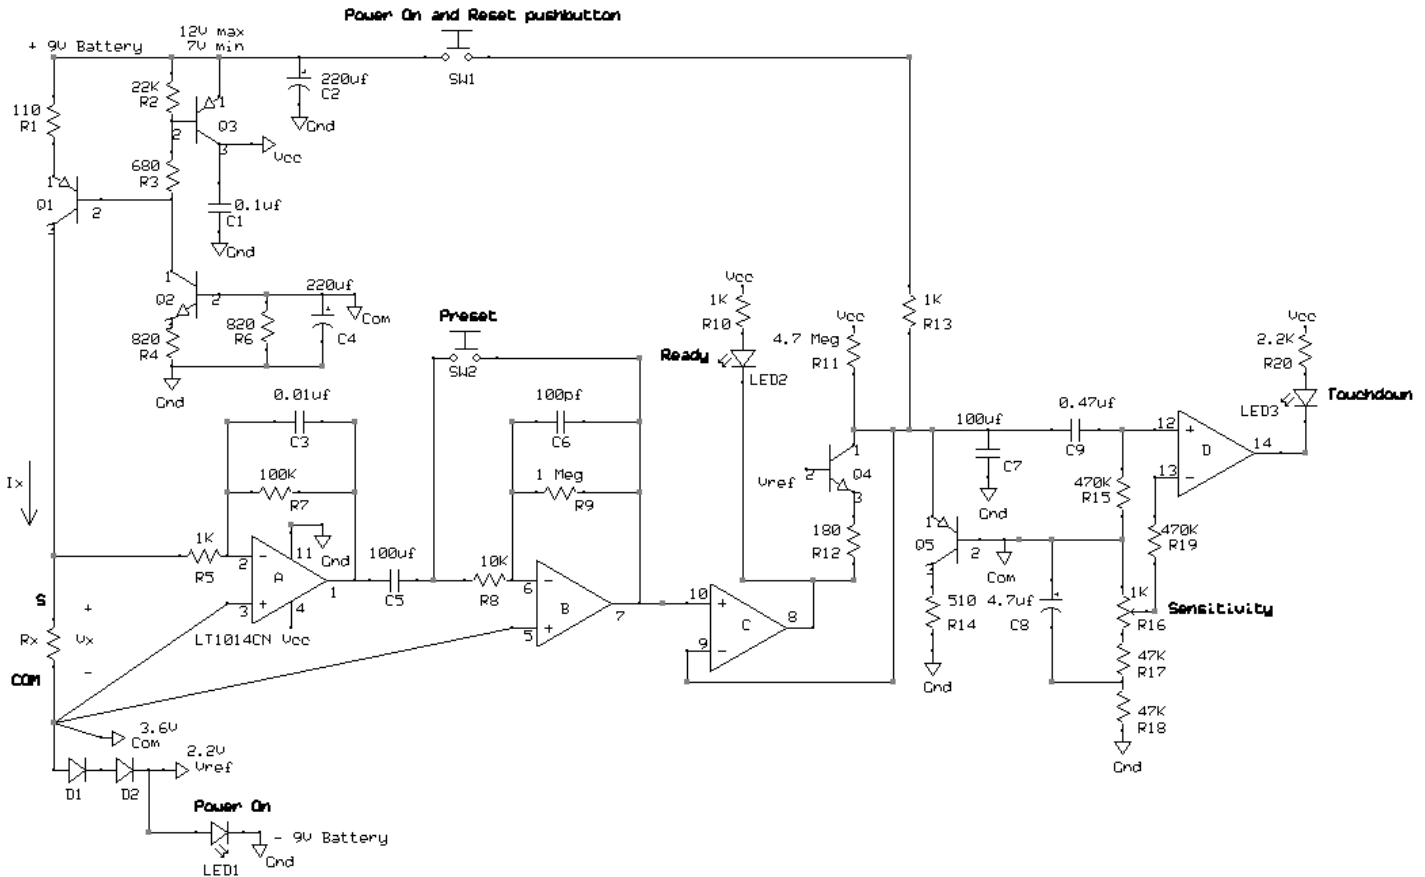 Power On and Reset pushbutton
12V max
7V min
+ 9V Battery
SW1
220uf
C2
Gnd
110
R1
22K
R2
1
Q3
2
3
Vcc
680
R3
1
Q1
2
3
0.1uf
C1
Gnd
1
Q2
2
3
220uf
Com
820
R4
820
R6
C4
Gnd
Preset
SW2
Vcc
1K
R10
Ready
LED2
Vcc
4.7 Meg
R11
1K
R13
Vcc
2.2K
R20
LED3
Touchdown
0.01uf
C3
100pf
C6
100K
R7
1 Meg
R9
1
Q4
2
Vref
3
180
R12
100uf
C7
Gnd
0.47uf
C9
12
+
D
14
13
-
470K
R15
470K
R19
Ix
1K
R5
2
-
11
Gnd
A
1
3
+
4
LT1014CN Vcc
100uf
C5
10K
R8
6
-
B
7
5
+
10
+
C
8
9
-
1
Q5
2
3
Com
510
R14
Gnd
4.7uf
C8
1K
R16
Sensitivity
47K
R17
47K
R18
Gnd
S
+
Rx
Vx
-
COM
3.6V
Com
2.2V
Vref
D1
D2
Power On
- 9V Battery
LED1
Gnd